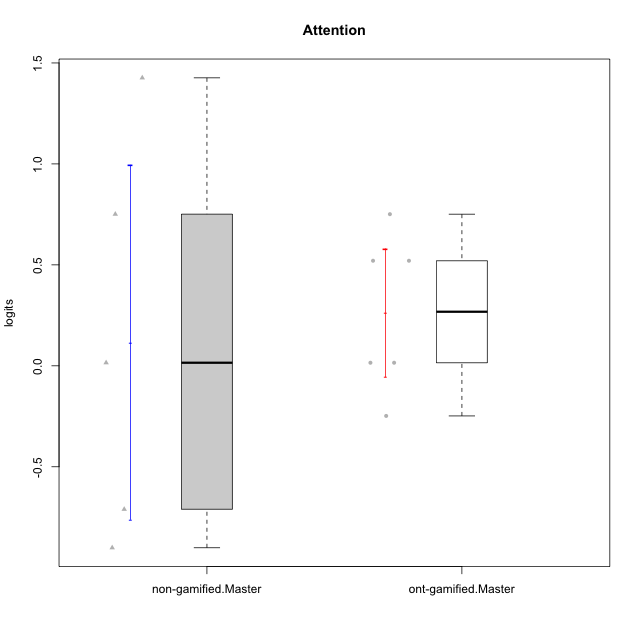 Attention
logits
1.5
1.0
0.5
0.0
-0.5
non-gamified.Master
ont-gamified.Master